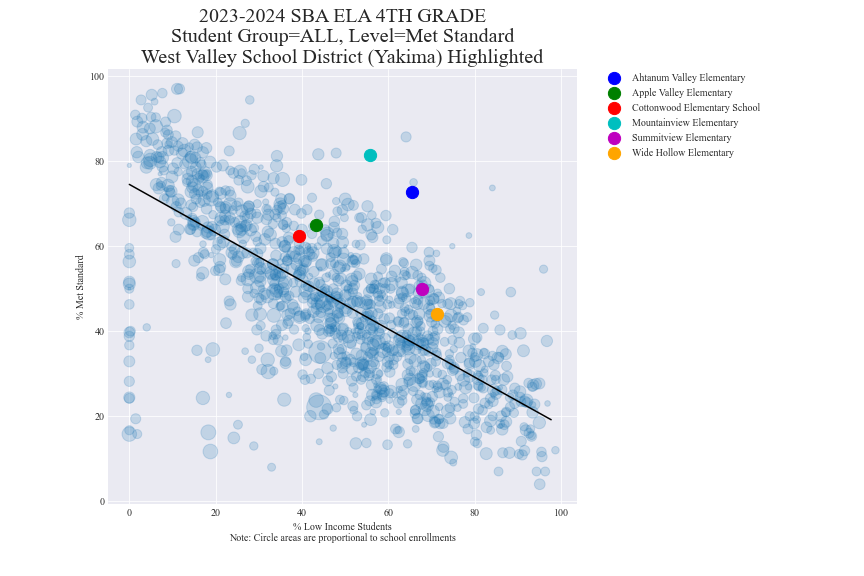 2023-2024 SBA ELA 4TH GRADE
Student Group=ALL, Level=Met Standard
West Valley School District (Yakima) Highlighted
Ahtanum Valley Elementary
Apple Valley Elementary
Cottonwood Elementary School
Mountainview Elementary
Summitview Elementary
Wide Hollow Elementary
100
80
60
40
20
0
% Met Standard
0
20
40
60
80
100
% Low Income Students
Note: Circle areas are proportional to school enrollments